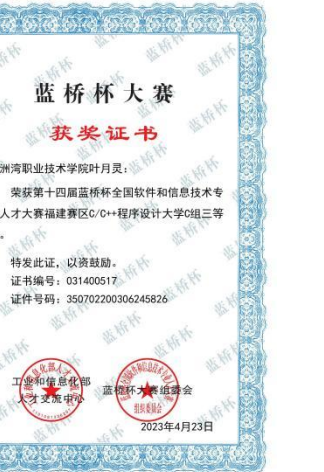 蓝桥杯大赛
获奖证书
洲湾职业技术学院叶月灵：
荣获第十四届蓝桥杯全国软件和信息技术专
人才大赛福建赛区C/C++程序设计大学C组三等
。
特发此证，以资鼓励。
证书编号：031400517
证件号码：350702200306245826
工业和信息化部
人才交流中心
蓝桥杯大赛组委会
组织委员会
2023年4月23日